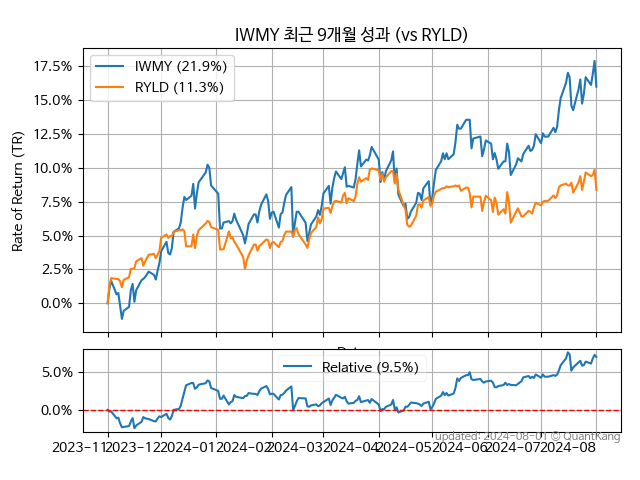 IWMY 최근 9개월 성과 (vs RYLD)
Rate of Return (TR)
17.5%
15.0%
12.5%
10.0%
7.5%
5.0%
2.5%
0.0%
IWMY (21.9%)
RYLD (11.3%)
5.0%
0.0%
Relative (9.5%)
2023-11 2023-12 2024-01 2024-02 2024-03 2024-04 2024-05 2024-06 2024-07 2024-08
updated: 2024-08-01 © QuantKang